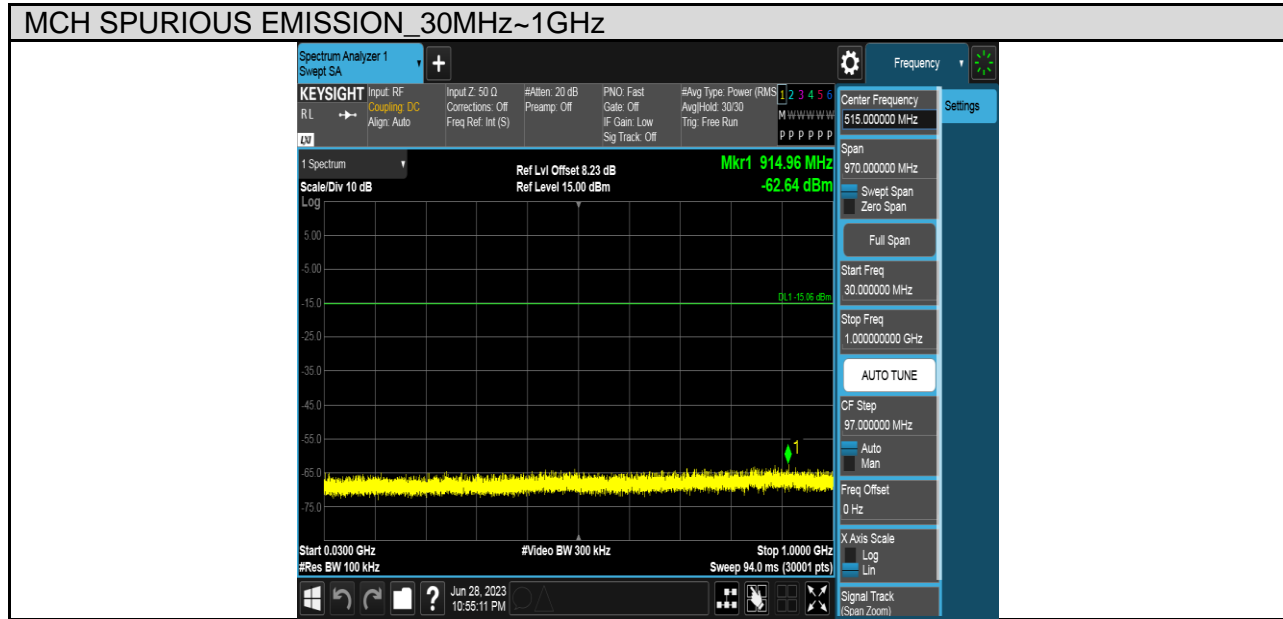 MCH SPURIOUS EMISSION_30MHz~1GHz
Spectrum Analyzer 1
Swept SA
+
Frequency
KEYSIGHT Input: RF Input Z: 50 Ω #Atten: 20 dB PNO: Fast #Avg Type: Power (RMS 1 2 3 4 5 6
RL Coupling: DC Corrections: Off Preamp: Off Gate: Off Avg|Hold: 30/30 M W W W W W
Align: Auto Freq Ref: Int (S) IF Gain: Low Trig: Free Run
LXI Sig Track: Off P P P P P P
Center Frequency
515.000000 MHz
Settings
1 Spectrum
Scale/Div 10 dB
Ref Lvl Offset 8.23 dB
Ref Level 15.00 dBm
Mkr1 914.96 MHz
-62.64 dBm
Log
5.00
-5.00
-15.0
DL1 -15.06 dBm
-25.0
-35.0
-45.0
-55.0
1
-65.0
-75.0
Start 0.0300 GHz #Video BW 300 kHz Stop 1.0000 GHz
#Res BW 100 kHz Sweep 94.0 ms (30001 pts)
Span
970.000000 MHz
Swept Span
Zero Span
Full Span
Start Freq
30.000000 MHz
Stop Freq
1.000000000 GHz
AUTO TUNE
CF Step
97.000000 MHz
Auto
Man
Freq Offset
0 Hz
X Axis Scale
Log
Lin
Signal Track
(Span Zoom)
?
Jun 28, 2023
10:55:11 PM